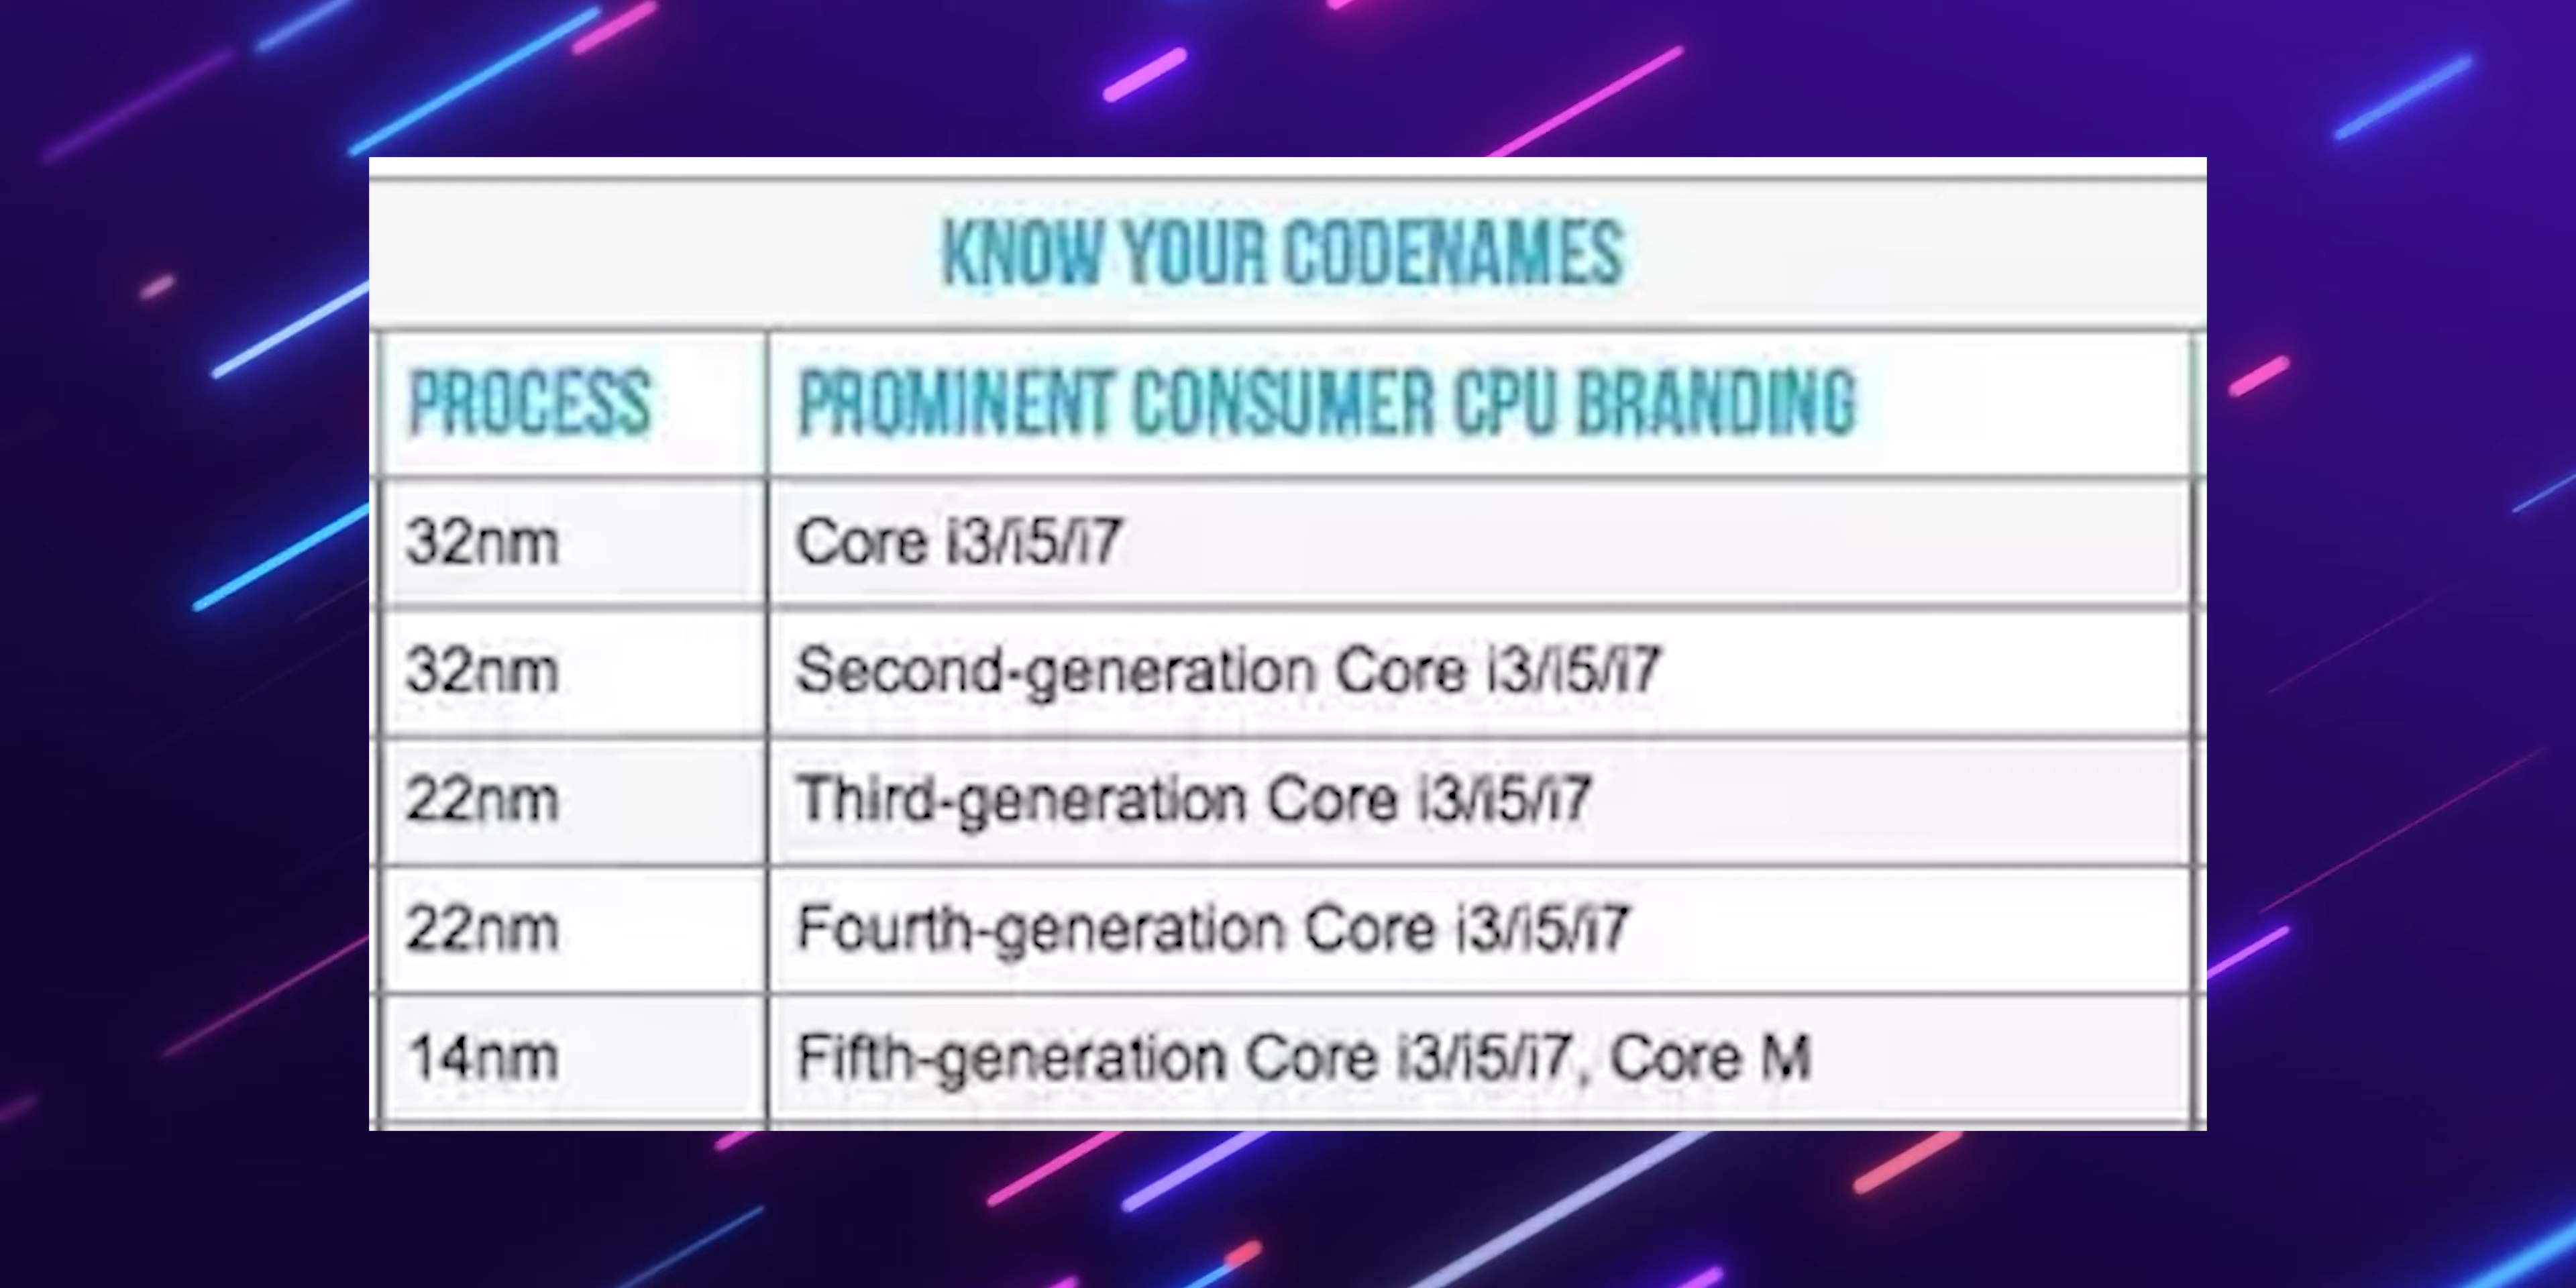 KNOW YOUR CODENAMES
PROCESS PROMINENT CONSUMER CPU BRANDING
32nm Core i3/i5/i7
32nm Second-generation Core i3/i5/i7
22nm Third-generation Core i3/i5/i7
22nm Fourth-generation Core i3/i5/i7
14nm Fifth-generation Core i3/i5/i7, Core M